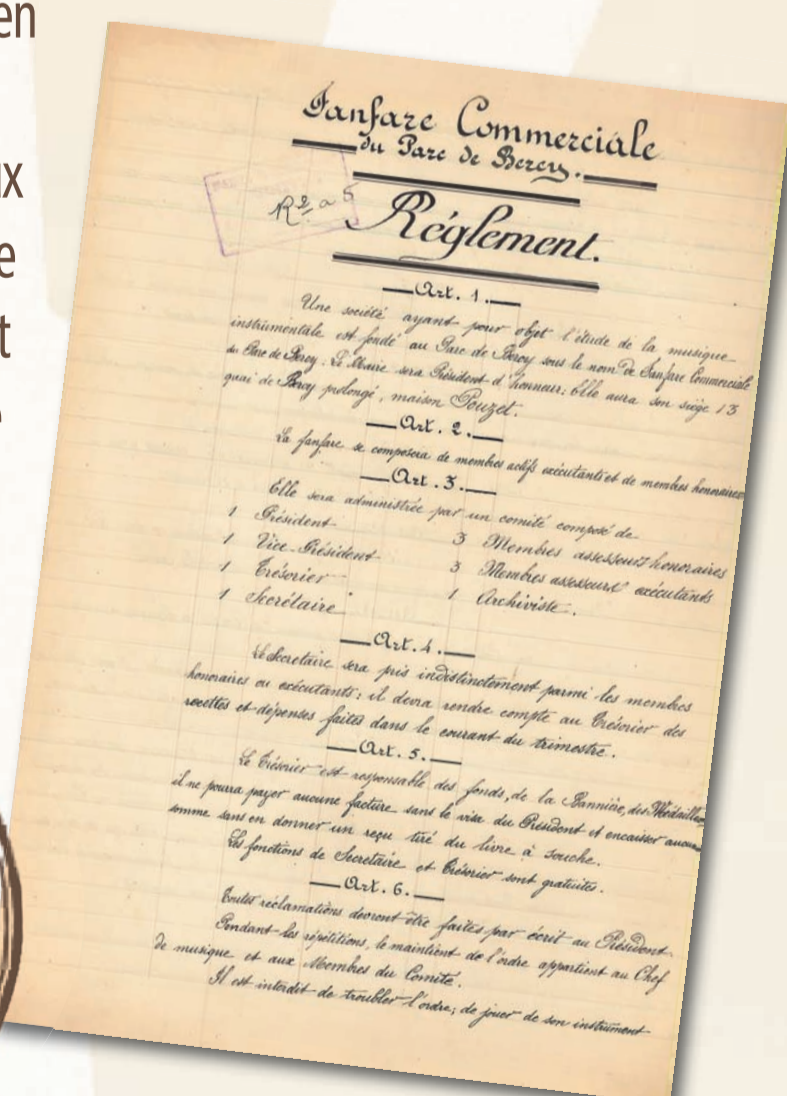 en
ux
e
t
Fanfare Commerciale
du Parc de Bercy.
Réglement.
Art. 1.
Une société ayant pour objet l'étude de la musique
instrumentale est fondé au Parc de Bercy sous le nom de Fanfare Commerciale
du Parc de Bercy. Le Maire sera Président d'honneur; Elle aura son siège 13
quai de Bercy prolongé, maison Pouzet.
Art. 2.
La fanfare se composera de membres actifs exécutants et de membres honoraires
Art. 3.
Elle sera administrée par un comité composé de
1 Président 3 Membres assesseurs honoraires
1 Vice-Président 3 Membres assesseurs exécutants
1 Trésorier 1 Archiviste.
1 Secrétaire
Art. 4.
Le Secretaire sera pris indistinctement parmi les membres
honoraires ou exécutants; il devra rendre compte au Trésorier des
recettes et dépenses faites dans le courant du trimestre.
Art. 5.
Le Trésorier est responsable des fonds, de la Bannière, des Médailles
il ne pourra payer aucune facture sans le visa du Président et encaisser aucune
somme sans en donner un reçu tiré du livre à souche.
Les fonctions de Secretaire et Trésorier sont gratuites.
Art. 6.
Toutes réclamations devront être faites par écrit au Président.
Pendant les répétitions, le maintient de l'ordre appartient au Chef
de musique et aux Membres du Comité.
Il est interdit de troubler l'ordre; de jouer de son instrument